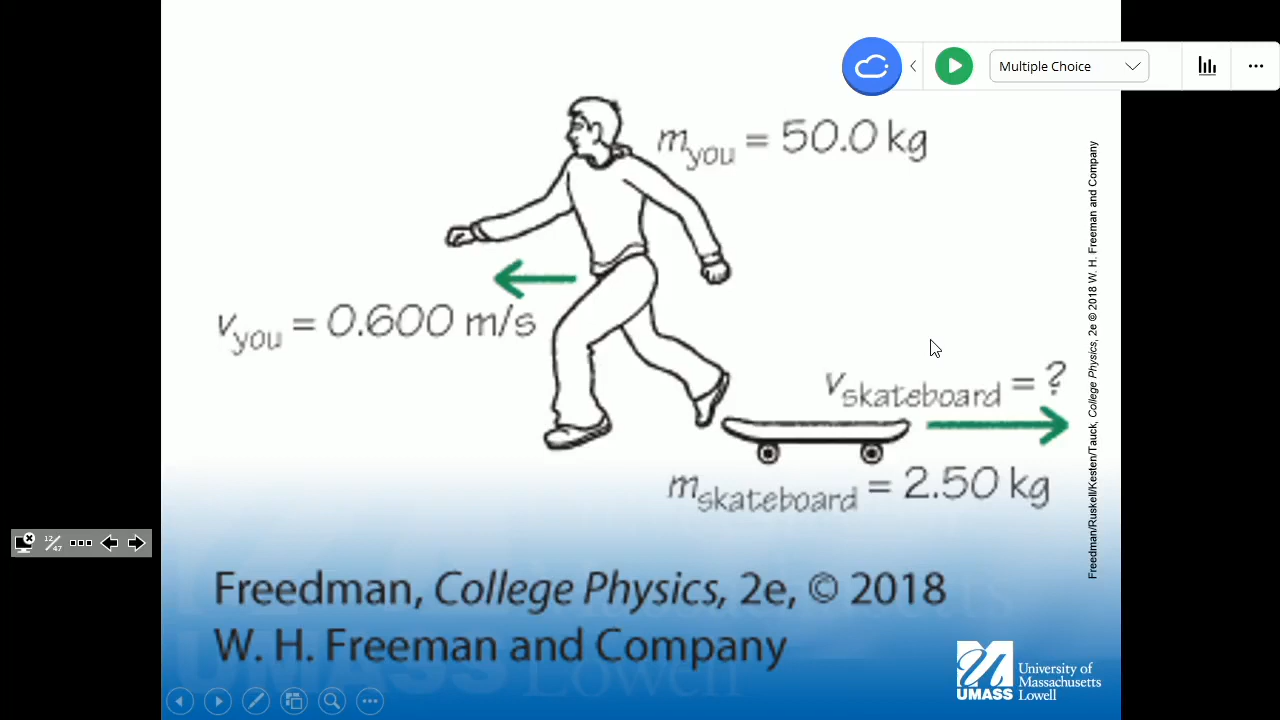 Multiple Choice
m_you = 50.0 kg
v_you = 0.600 m/s
v_skateboard = ?
m_skateboard = 2.50 kg
Freedman/Ruskell/Kesten/Tauck, College Physics, 2e © 2018 W. H. Freeman and Company
12/47
Freedman, College Physics, 2e, © 2018
W. H. Freeman and Company
UMASS
University of
Massachusetts
Lowell